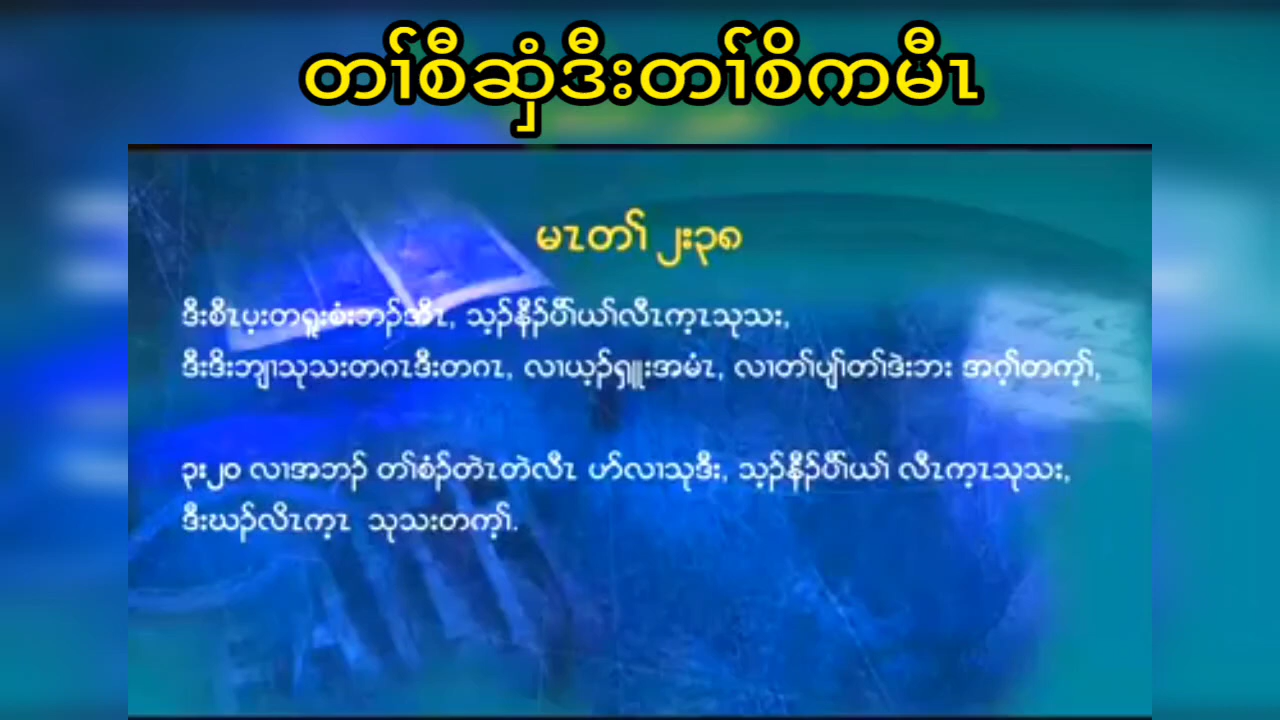 တၢ်စီဆှံဒီးတၢ်စိကမီၤ
မၤတၢ် ၂း၃၈
ဒီးစီၤပ့းတရူးစံးဘၣ်အီၤ, သ့ၣ်နီၣ်ပိာ်ယၢ်လီၤက့ၤသုသး,
ဒီးဒိးဘျၢသုသးတဂၤဒီးတဂၤ, လၢယ့ၣ်ရှူးအမံၤ, လၢတၢ်ပျၢ်တၢ်ဒဲးဘး အဂ့ၢ်တက့ၢ်,
၃း၂၀ လၢအဘၣ် တၢ်စံၣ်တဲၤတဲလီၤ ဟ်လၢသုဒီး, သ့ၣ်နီၣ်ပိာ်ယၢ် လီၤက့ၤသုသး,
ဒီးဃၣ်လိၤက့ၤ သုသးတက့ၢ်.